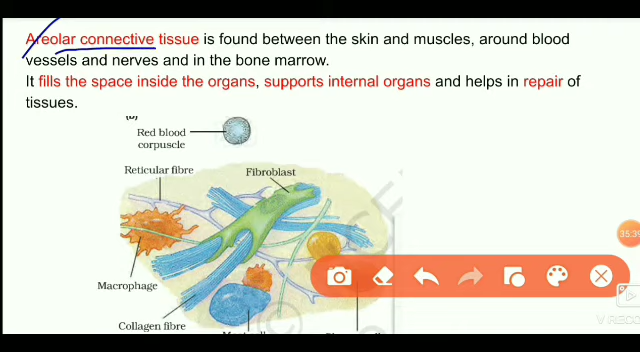 Areolar connective tissue is found between the skin and muscles, around blood
vessels and nerves and in the bone marrow.
It fills the space inside the organs, supports internal organs and helps in repair of
tissues.
Red blood
corpuscle
Reticular fibre
Fibroblast
Macrophage
Collagen fibre
35:39